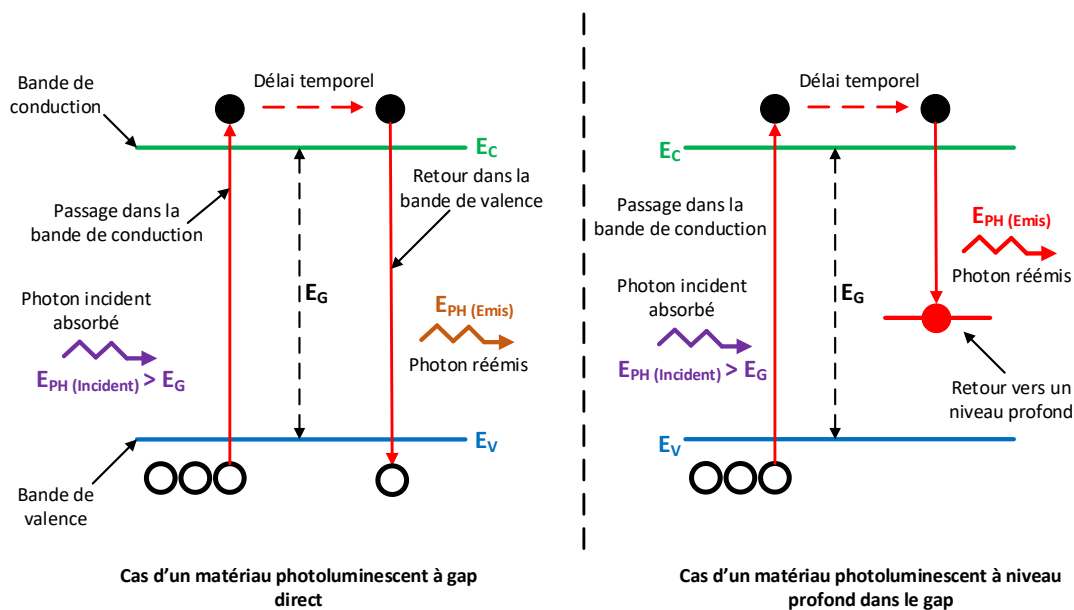 Bande de
conduction
Délai temporel
E_C
Passage dans la
bande de conduction
Retour dans la
bande de valence
E_G
Photon incident
absorbé
E_PH (Incident) > E_G
E_PH (Emis)
Photon réémis
E_V
Bande de
valence
Cas d’un matériau photoluminescent à gap
direct
Délai temporel
E_C
Passage dans la
bande de conduction
E_PH (Emis)
Photon réémis
Photon incident
absorbé
E_G
E_PH (Incident) > E_G
Retour vers un
niveau profond
E_V
Cas d’un matériau photoluminescent à niveau
profond dans le gap